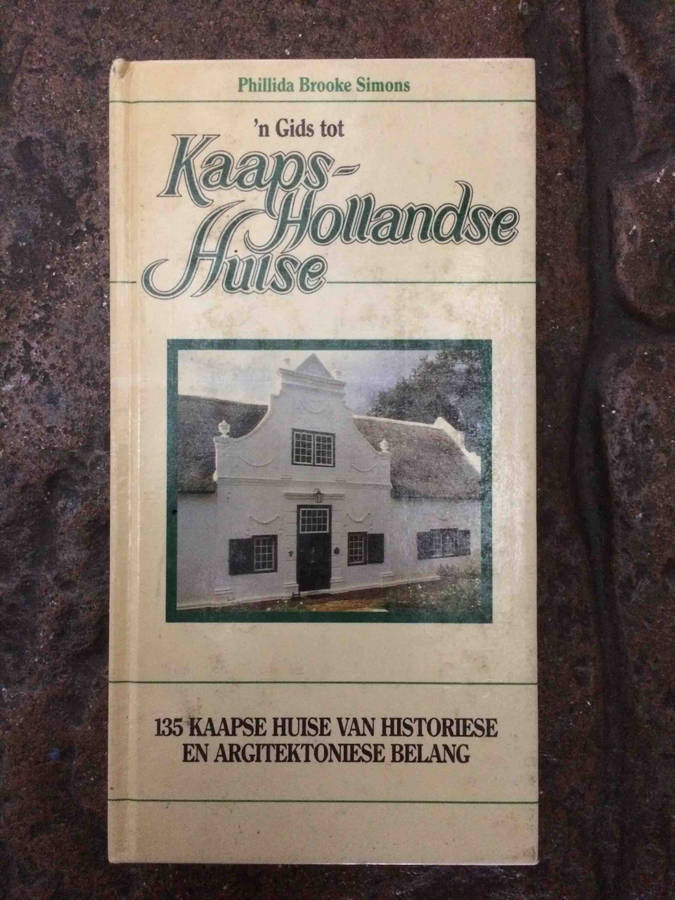 Phillida Brooke Simons
'n Gids tot
Kaaps-
Hollandse
Huise
135 KAAPSE HUISE VAN HISTORIESE
EN ARGITEKTONIESE BELANG